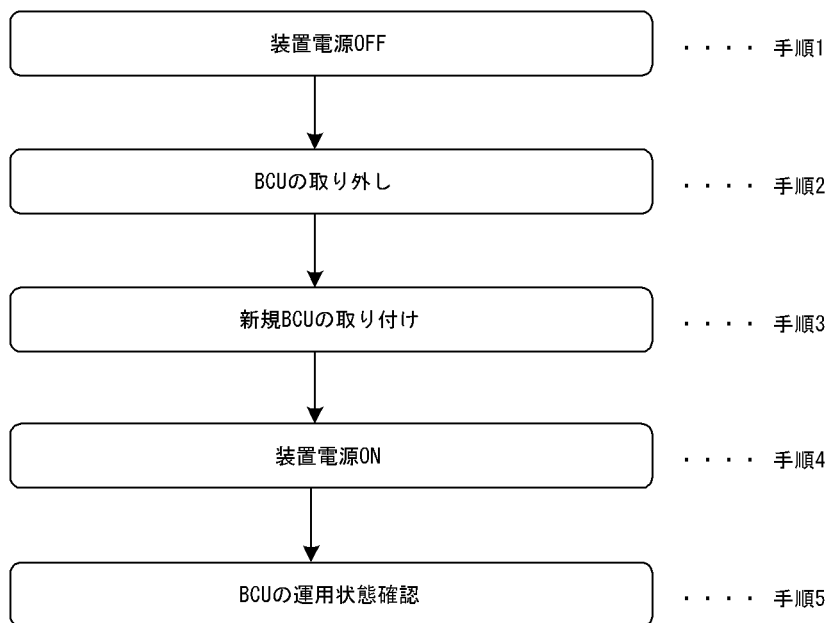 装置電源OFF ・・・・ 手順1
BCUの取り外し ・・・・ 手順2
新規BCUの取り付け ・・・・ 手順3
装置電源ON ・・・・ 手順4
BCUの運用状態確認 ・・・・ 手順5